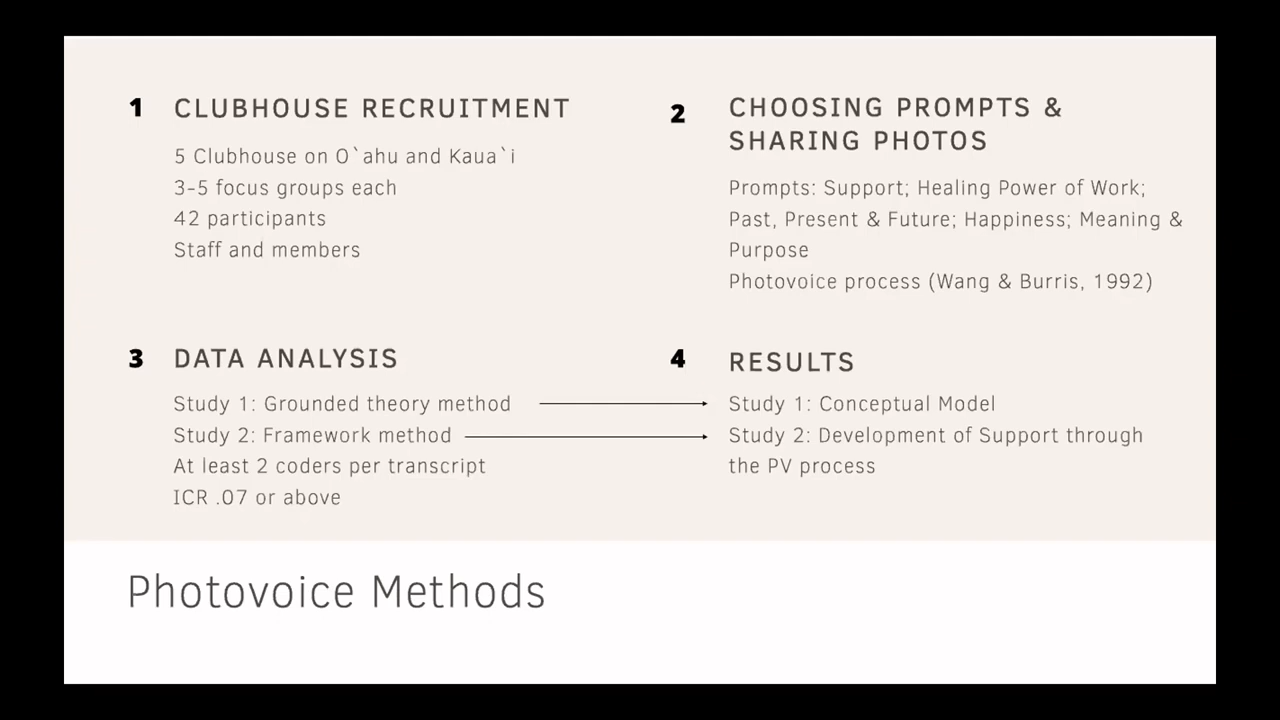 1 CLUBHOUSE RECRUITMENT
5 Clubhouse on O`ahu and Kaua`i
3-5 focus groups each
42 participants
Staff and members
2 CHOOSING PROMPTS &
SHARING PHOTOS
Prompts: Support; Healing Power of Work;
Past, Present & Future; Happiness; Meaning &
Purpose
Photovoice process (Wang & Burris, 1992)
3 DATA ANALYSIS
Study 1: Grounded theory method
Study 2: Framework method
At least 2 coders per transcript
ICR .07 or above
4 RESULTS
Study 1: Conceptual Model
Study 2: Development of Support through
the PV process
Photovoice Methods